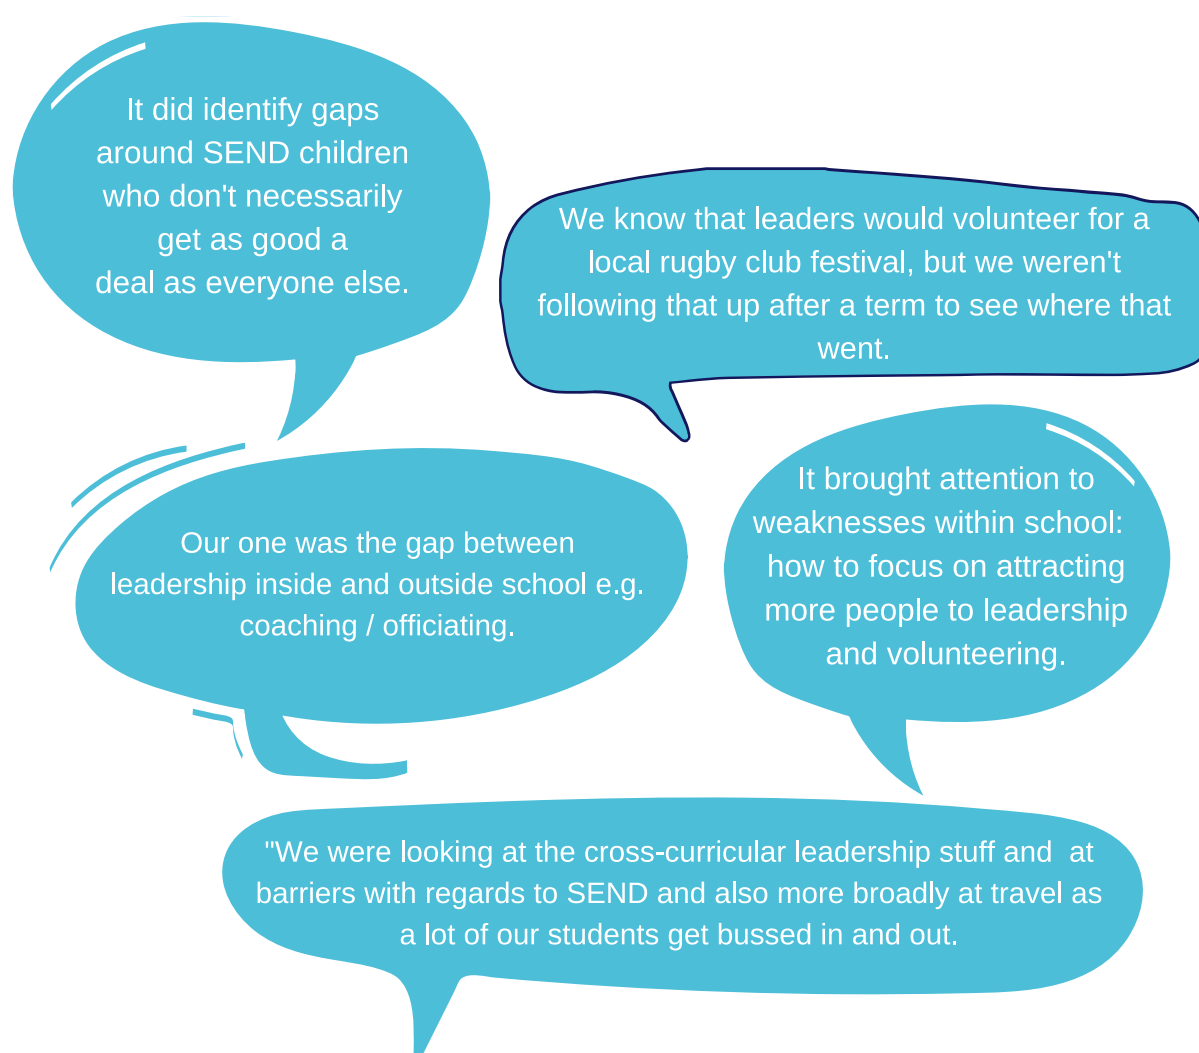 It did identify gaps
around SEND children
who don't necessarily
get as good a
deal as everyone else.
We know that leaders would volunteer for a
local rugby club festival, but we weren't
following that up after a term to see where that
went.
Our one was the gap between
leadership inside and outside school e.g.
coaching / officiating.
It brought attention to
weaknesses within school:
how to focus on attracting
more people to leadership
and volunteering.
"We were looking at the cross-curricular leadership stuff and  at
barriers with regards to SEND and also more broadly at travel as
a lot of our students get bussed in and out.